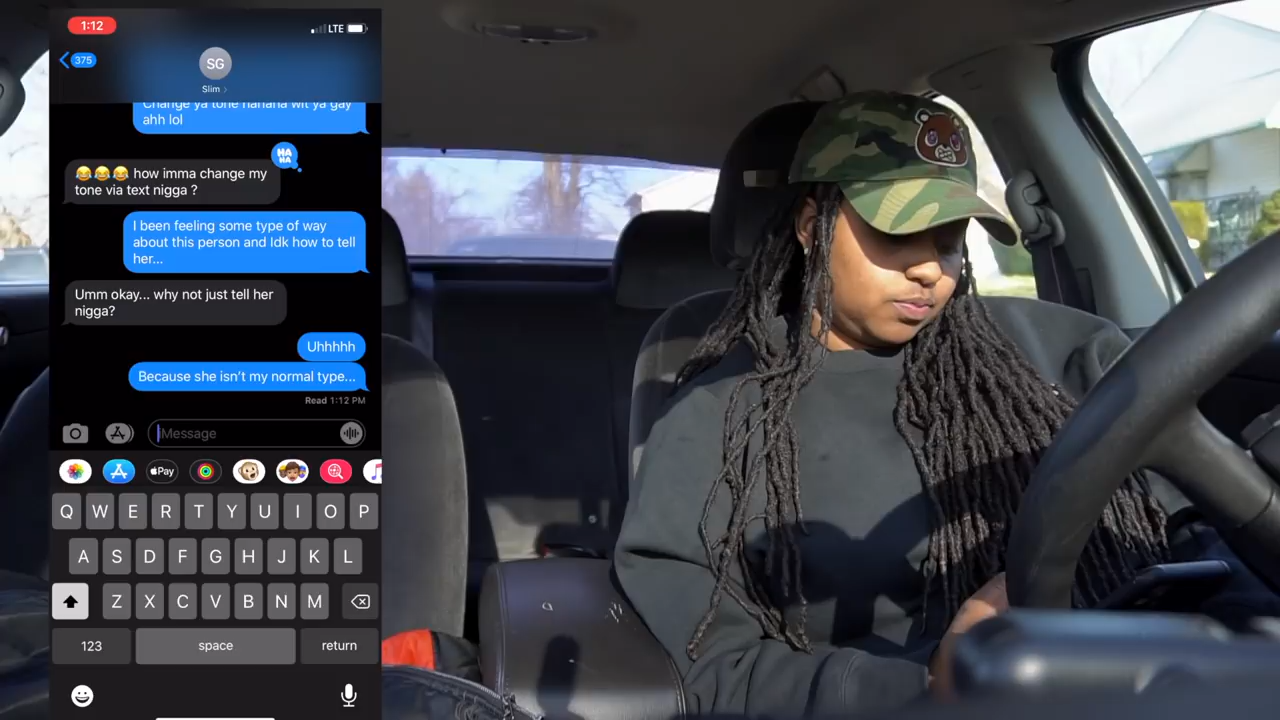 1:12
LTE
375
SG
Slim
Change ya tone hahaha wit ya gay
ahh lol
HA
HA
😂😂😂 how imma change my
tone via text nigga ?
I been feeling some type of way
about this person and Idk how to tell
her...
Umm okay... why not just tell her
nigga?
Uhhhhh
Because she isn't my normal type...
Read 1:12 PM
Message
Pay
Q W E R T Y U I O P
A S D F G H J K L
Z X C V B N M
123 space return